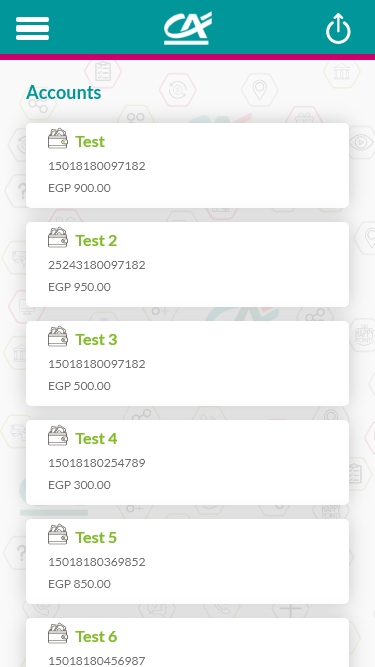 CA
Accounts
Test
15018180097182
EGP 900.00
Test 2
25243180097182
EGP 950.00
Test 3
15018180097182
EGP 500.00
Test 4
15018180254789
EGP 300.00
Test 5
15018180369852
EGP 850.00
Test 6
15018180456987